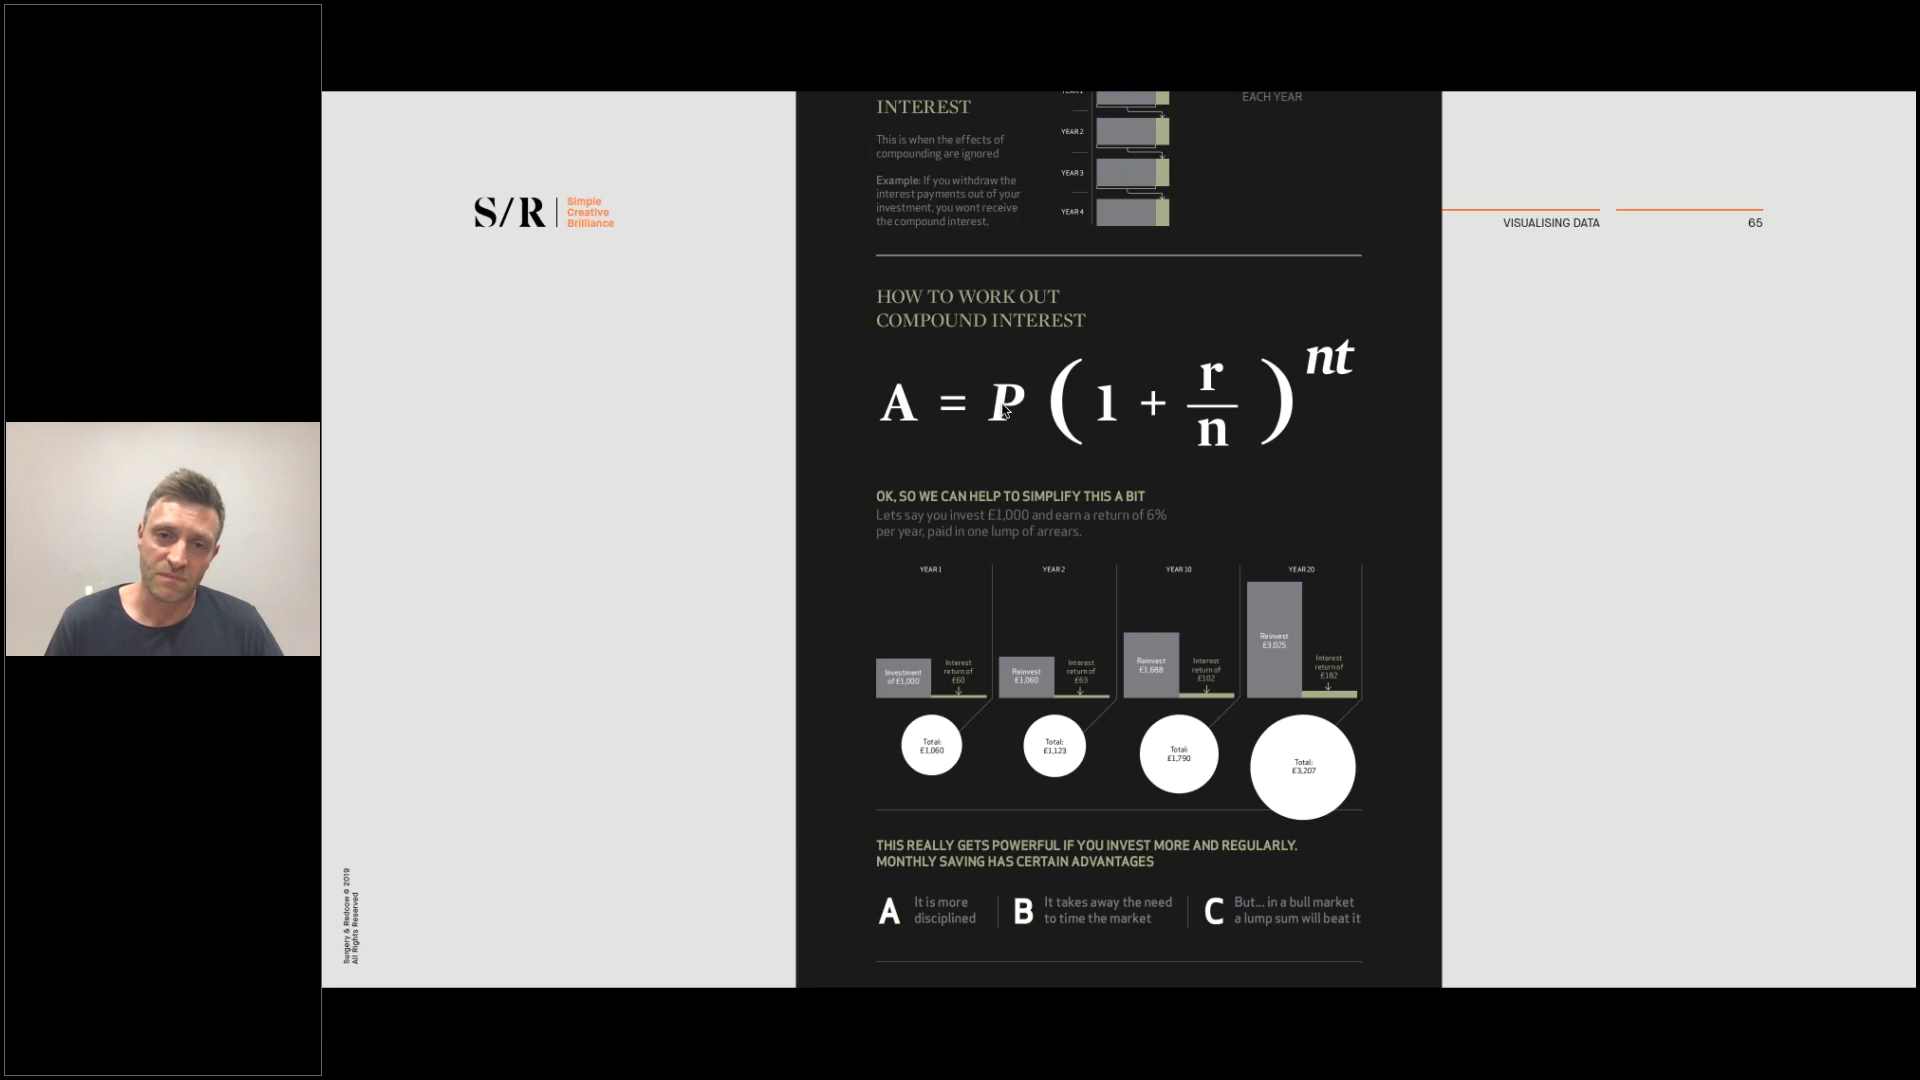 INTEREST
This is when the effects of
compounding are ignored
Example: If you withdraw the
interest payments out of your
investment, you wont receive
the compound interest.
YEAR 1
YEAR 2
YEAR 3
YEAR 4
EACH YEAR
S/R
Simple
Creative
Brilliance
VISUALISING DATA
65
HOW TO WORK OUT
COMPOUND INTEREST
A = P ( 1 + r/n ) nt
OK, SO WE CAN HELP TO SIMPLIFY THIS A BIT
Lets say you invest £1,000 and earn a return of 6%
per year, paid in one lump of arrears.
YEAR 1
Investment
of £1,000
Interest
return of
£60
Total:
£1,060
YEAR 2
Reinvest
£1,060
Interest
return of
£63
Total:
£1,123
YEAR 10
Reinvest
£1,688
Interest
return of
£102
Total:
£1,790
YEAR 20
Reinvest
£3,025
Interest
return of
£182
Total:
£3,207
THIS REALLY GETS POWERFUL IF YOU INVEST MORE AND REGULARLY.
MONTHLY SAVING HAS CERTAIN ADVANTAGES
A
It is more
disciplined
B
It takes away the need
to time the market
C
But... in a bull market
a lump sum will beat it
Surgery & Redcow © 2019
All Rights Reserved